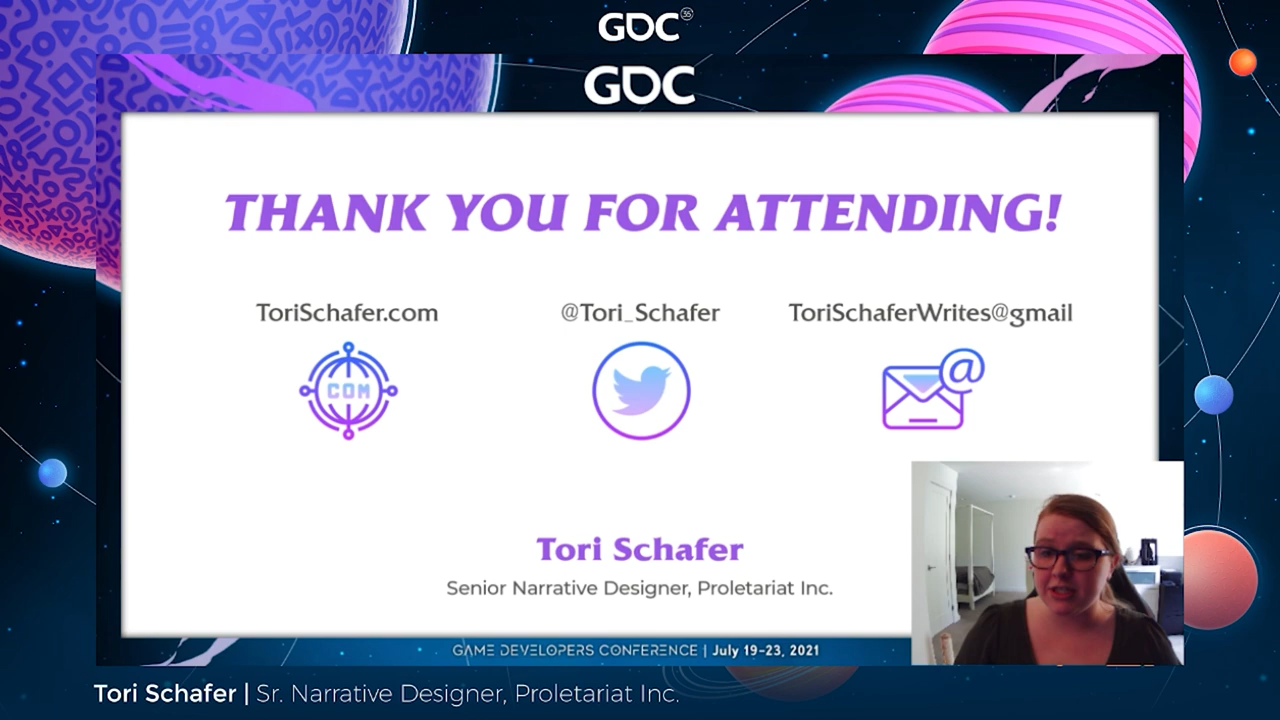 GDC 35
GDC
THANK YOU FOR ATTENDING!
ToriSchafer.com
@Tori_Schafer
ToriSchaferWrites@gmail
COM
@
Tori Schafer
Senior Narrative Designer, Proletariat Inc.
GAME DEVELOPERS CONFERENCE | July 19-23, 2021
Tori Schafer | Sr. Narrative Designer, Proletariat Inc.